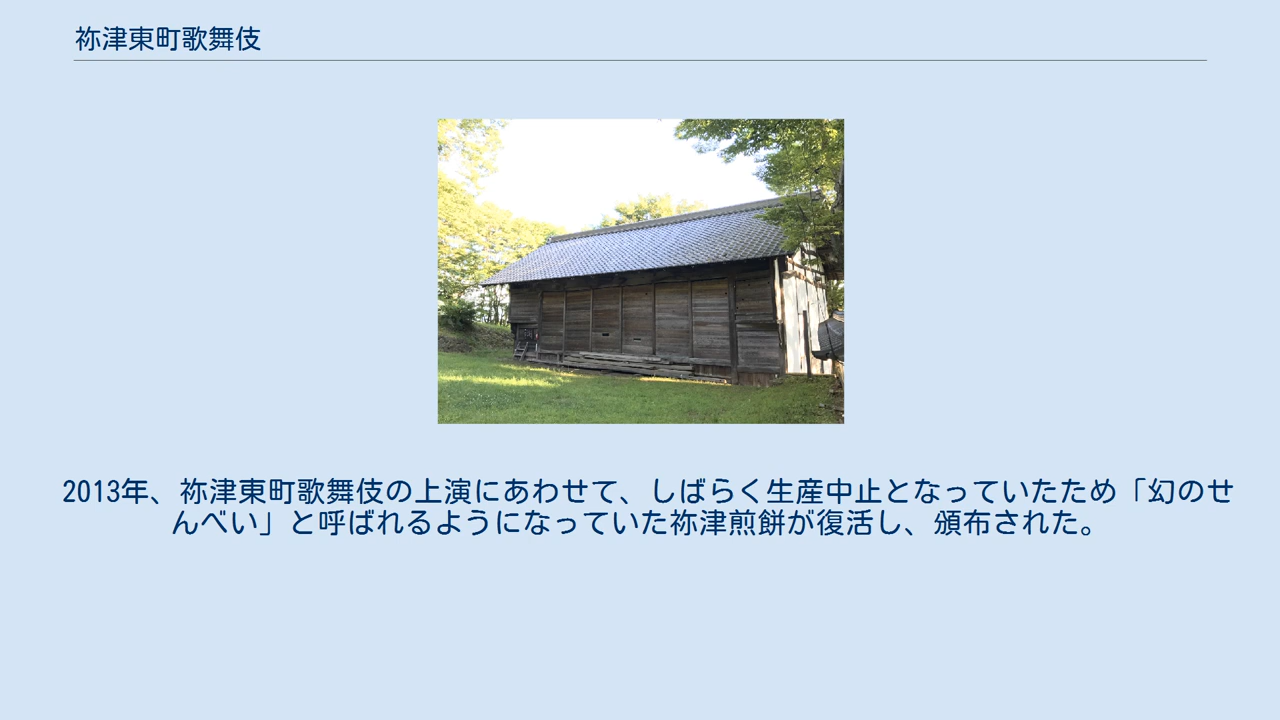 祢津東町歌舞伎
2013年、祢津東町歌舞伎の上演にあわせて、しばらく生産中止となっていたため「幻のせ
んべい」と呼ばれるようになっていた祢津煎餅が復活し、頒布された。